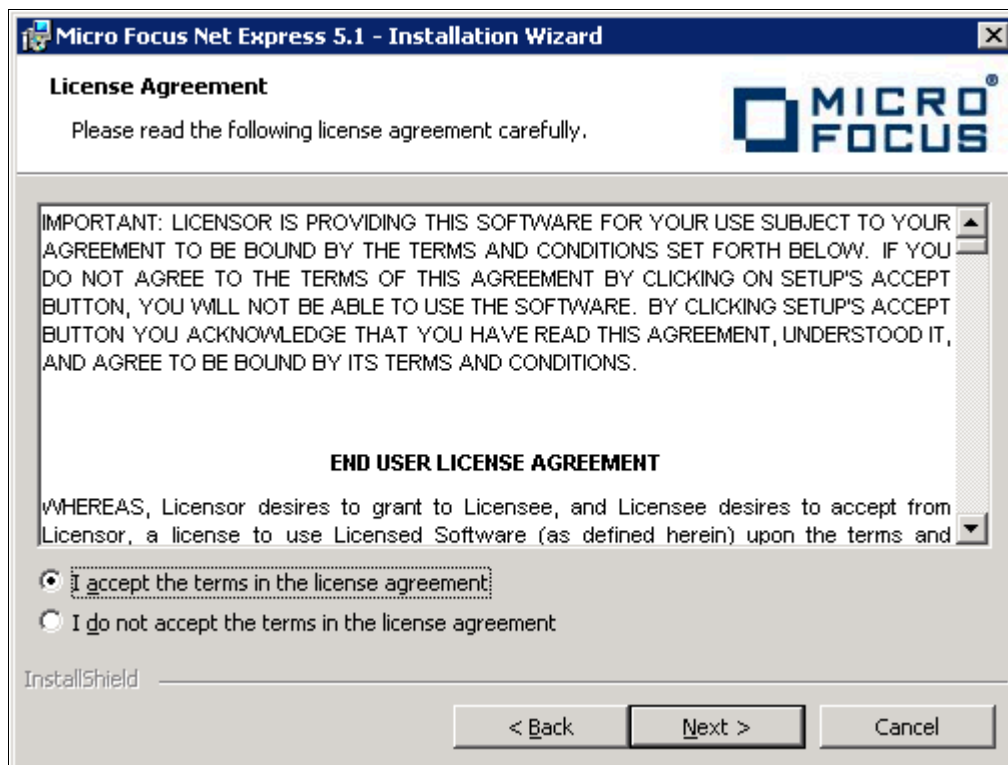 Micro Focus Net Express 5.1 - Installation Wizard
License Agreement
Please read the following license agreement carefully.
MICRO
FOCUS
®
IMPORTANT: LICENSOR IS PROVIDING THIS SOFTWARE FOR YOUR USE SUBJECT TO YOUR
AGREEMENT TO BE BOUND BY THE TERMS AND CONDITIONS SET FORTH BELOW. IF YOU
DO NOT AGREE TO THE TERMS OF THIS AGREEMENT BY CLICKING ON SETUP'S ACCEPT
BUTTON, YOU WILL NOT BE ABLE TO USE THE SOFTWARE. BY CLICKING SETUP'S ACCEPT
BUTTON YOU ACKNOWLEDGE THAT YOU HAVE READ THIS AGREEMENT, UNDERSTOOD IT,
AND AGREE TO BE BOUND BY ITS TERMS AND CONDITIONS.
END USER LICENSE AGREEMENT
WHEREAS, Licensor desires to grant to Licensee, and Licensee desires to accept from
Licensor, a license to use Licensed Software (as defined herein) upon the terms and
I accept the terms in the license agreement
I do not accept the terms in the license agreement
InstallShield
< Back
Next >
Cancel